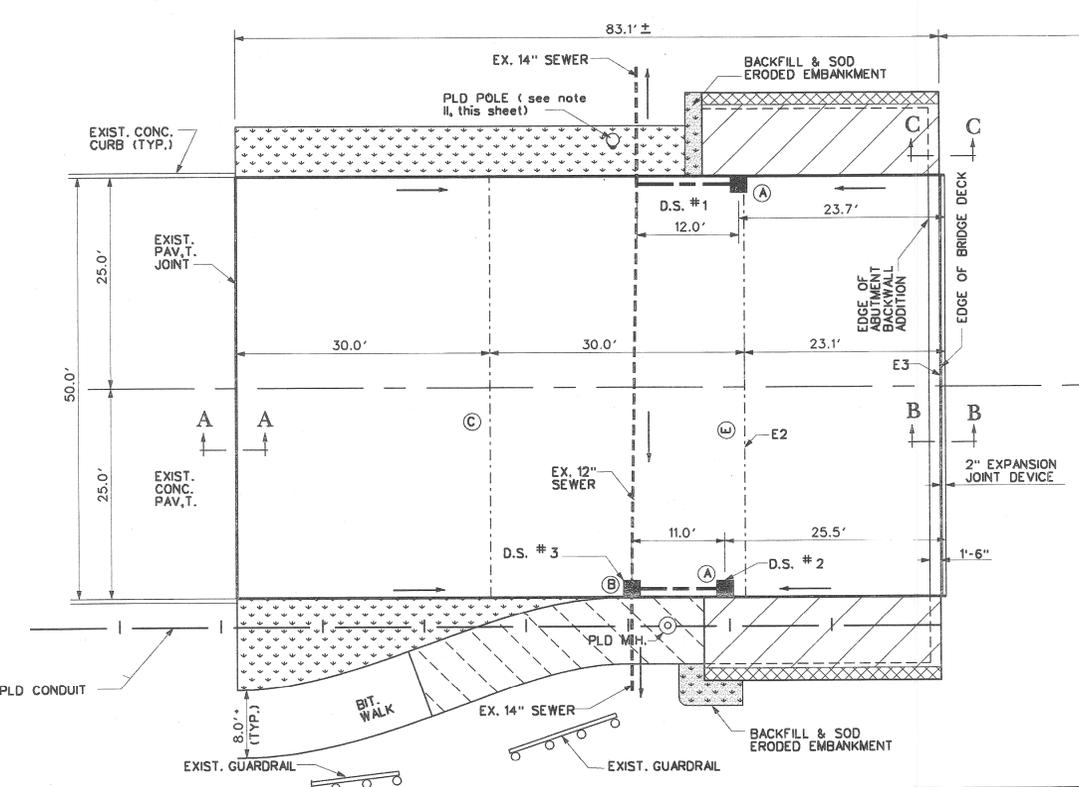 83.1' ±
EX. 14" SEWER
BACKFILL & SOD
ERODED EMBANKMENT
PLD POLE ( see note
11, this sheet)
EXIST. CONC.
CURB (TYP.)
C
C
A
D.S. #1
23.7'
12.0'
EXIST.
PAV,T.
JOINT
25.0'
EDGE OF
ABUTMENT
BACKWALL
ADDITION
EDGE OF BRIDGE DECK
30.0'
30.0'
23.1'
E3
50.0'
A
A
C
E
E2
B
B
25.0'
EXIST.
CONC.
PAV,T.
EX. 12"
SEWER
2" EXPANSION
JOINT DEVICE
11.0'
25.5'
D.S. #3
B
A
D.S. #2
1'-6"
PLD M.H.
PLD CONDUIT
8.0'±
(TYP.)
BIT.
WALK
EX. 14" SEWER
BACKFILL & SOD
ERODED EMBANKMENT
EXIST. GUARDRAIL
EXIST. GUARDRAIL